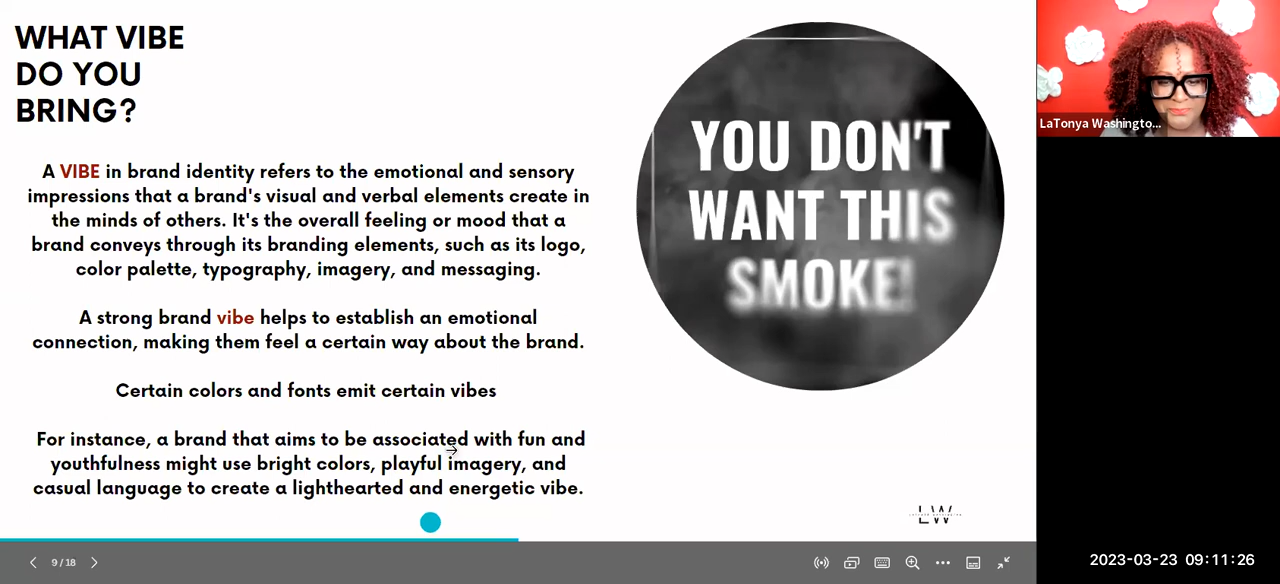 WHAT VIBE
DO YOU
BRING?
A VIBE in brand identity refers to the emotional and sensory
impressions that a brand's visual and verbal elements create in
the minds of others. It's the overall feeling or mood that a
brand conveys through its branding elements, such as its logo,
color palette, typography, imagery, and messaging.
A strong brand vibe helps to establish an emotional
connection, making them feel a certain way about the brand.
Certain colors and fonts emit certain vibes
For instance, a brand that aims to be associated with fun and
youthfulness might use bright colors, playful imagery, and
casual language to create a lighthearted and energetic vibe.
YOU DON'T
WANT THIS
SMOKE!
LW
9 / 18
LaTonya Washingto...
2023-03-23 09:11:26